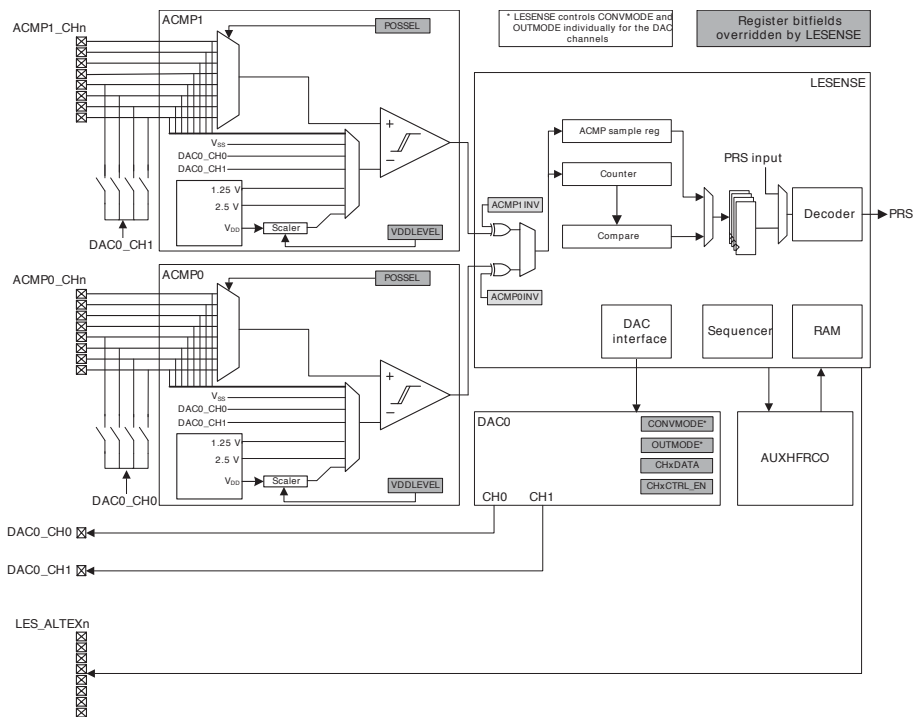 ACMP1_CHn
ACMP1
POSSEL
* LESENSE controls CONVMODE and
OUTMODE individually for the DAC
channels
Register bitfields
overridden by LESENSE
LESENSE
VSS
DAC0_CH0
DAC0_CH1
1.25 V
2.5 V
VDD
Scaler
VDDLEVEL
DAC0_CH1
ACMP sample reg
Counter
Compare
PRS input
Decoder
PRS
ACMP1INV
ACMP0INV
ACMP0_CHn
ACMP0
POSSEL
VSS
DAC0_CH0
DAC0_CH1
1.25 V
2.5 V
VDD
Scaler
VDDLEVEL
DAC0_CH0
DAC
interface
Sequencer
RAM
DAC0
CONVMODE*
OUTMODE*
CHxDATA
CHxCTRL_EN
CH0
CH1
AUXHFRCO
DAC0_CH0
DAC0_CH1
LES_ALTEXn